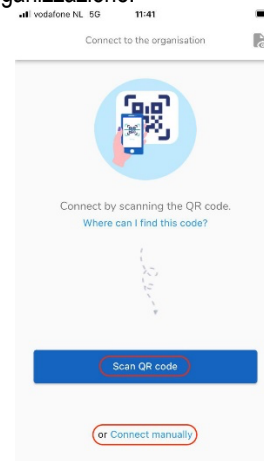 vodafone NL 5G 11:41
Connect to the organisation
Connect by scanning the QR code.
Where can I find this code?
Scan QR code
or Connect manually